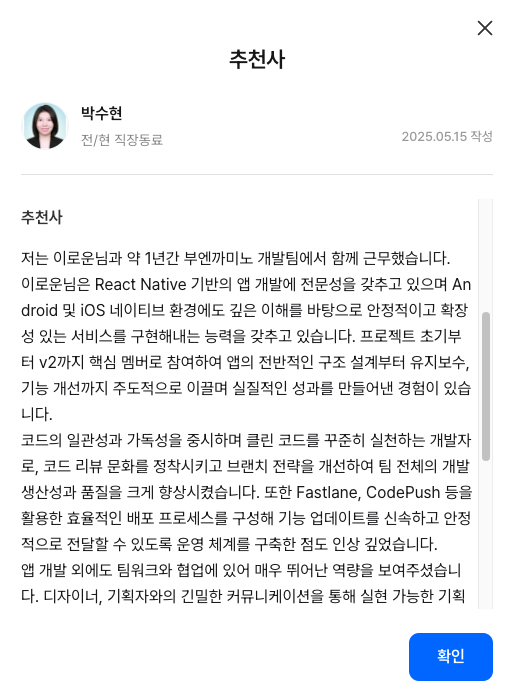 추천사
박수현
전/현 직장동료
2025.05.15 작성
추천사
저는 이로운님과 약 1년간 부엔까미노 개발팀에서 함께 근무했습니다.
이로운님은 React Native 기반의 앱 개발에 전문성을 갖추고 있으며 An
droid 및 iOS 네이티브 환경에도 깊은 이해를 바탕으로 안정적이고 확장
성 있는 서비스를 구현해내는 능력을 갖추고 있습니다. 프로젝트 초기부
터 v2까지 핵심 멤버로 참여하여 앱의 전반적인 구조 설계부터 유지보수,
기능 개선까지 주도적으로 이끌며 실질적인 성과를 만들어낸 경험이 있습
니다.
코드의 일관성과 가독성을 중시하며 클린 코드를 꾸준히 실천하는 개발자
로, 코드 리뷰 문화를 정착시키고 브랜치 전략을 개선하여 팀 전체의 개발
생산성과 품질을 크게 향상시켰습니다. 또한 Fastlane, CodePush 등을
활용한 효율적인 배포 프로세스를 구성해 기능 업데이트를 신속하고 안정
적으로 전달할 수 있도록 운영 체계를 구축한 점도 인상 깊었습니다.
앱 개발 외에도 팀워크와 협업에 있어 매우 뛰어난 역량을 보여주셨습니
다. 디자이너, 기획자와의 긴밀한 커뮤니케이션을 통해 실현 가능한 기획
확인